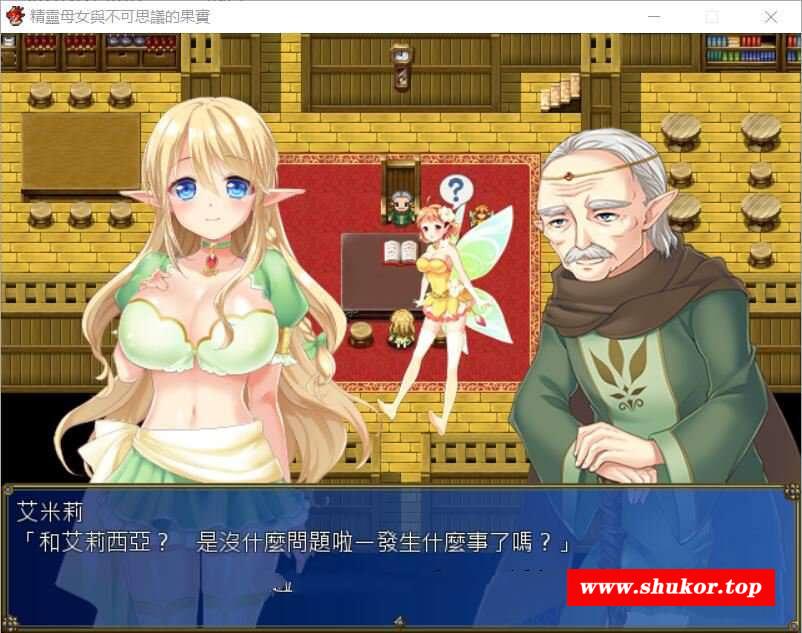 精靈母女與不可思議的果實
?
艾米莉
「和艾莉西亞？　是沒什麼問題啦－發生什麼事了嗎？」
www.shukor.top